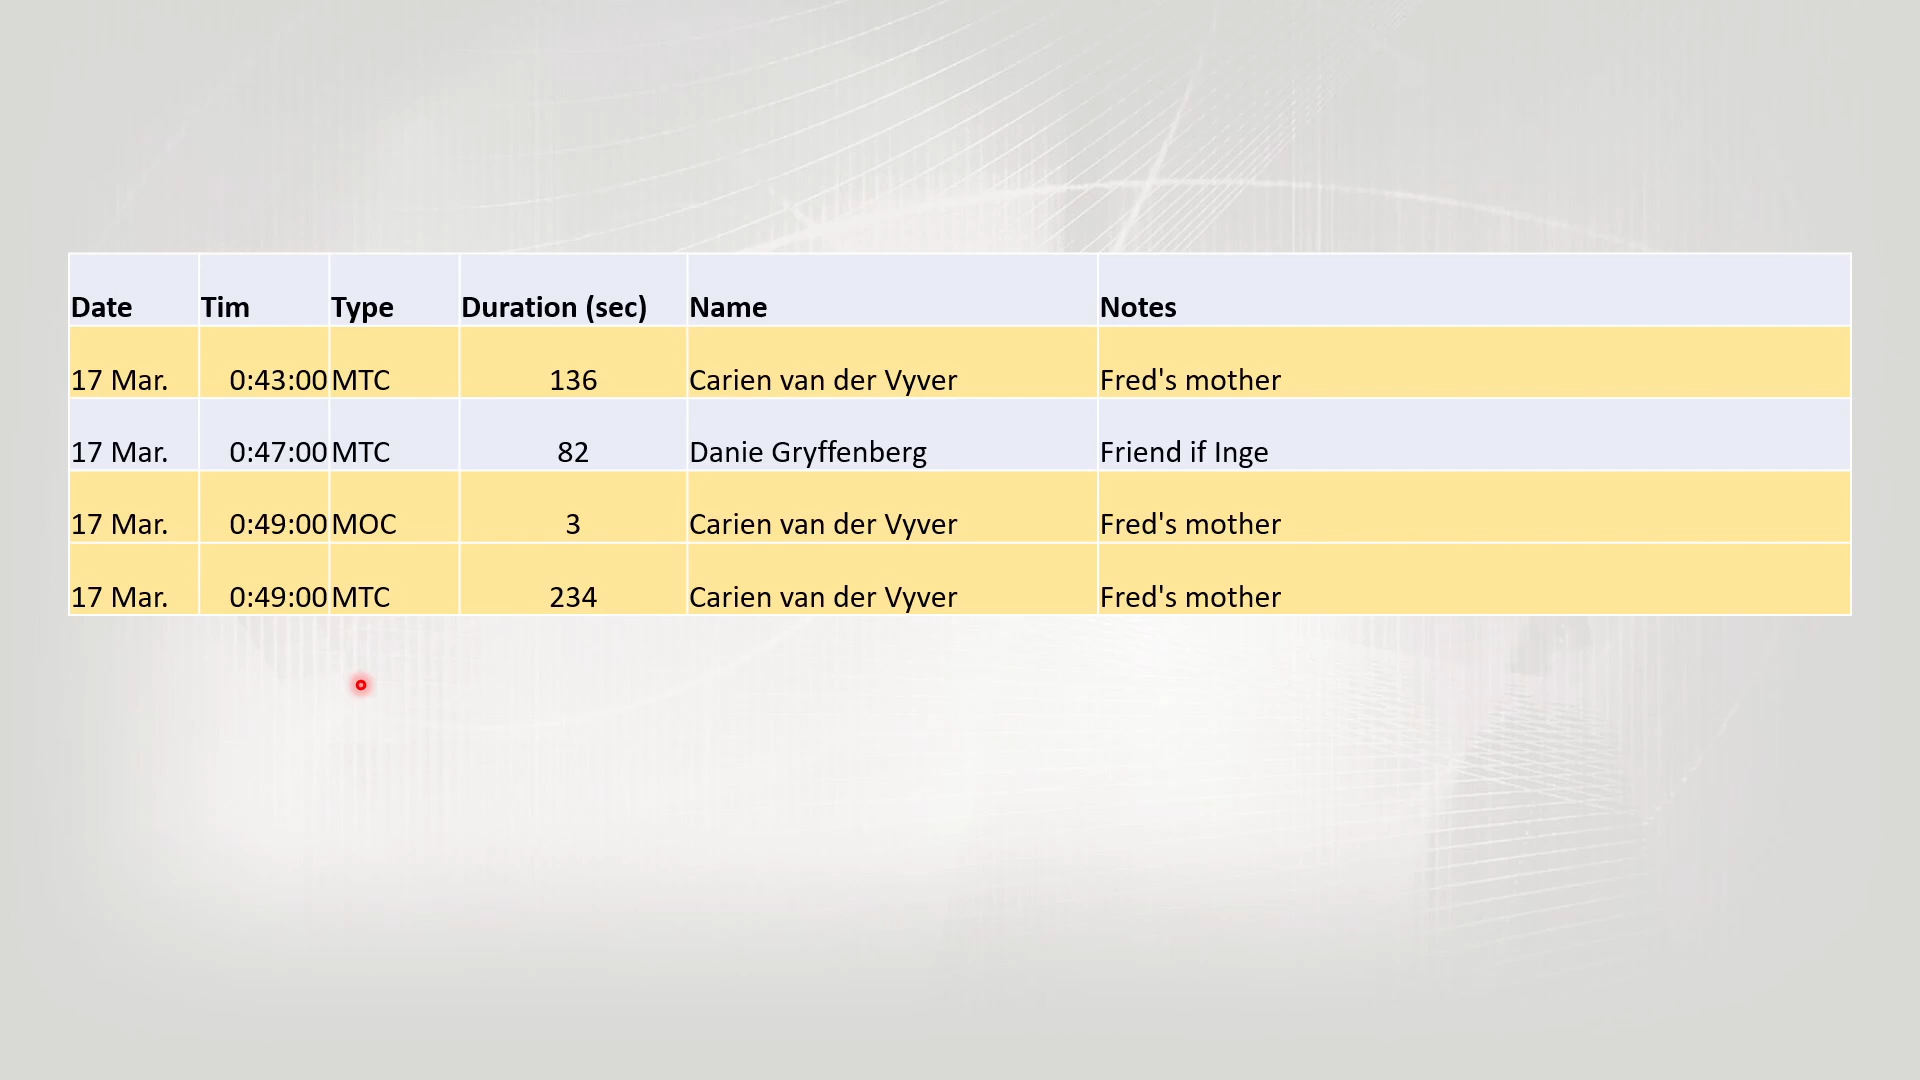 Date Tim Type Duration (sec) Name Notes
17 Mar. 0:43:00 MTC 136 Carien van der Vyver Fred's mother
17 Mar. 0:47:00 MTC 82 Danie Gryffenberg Friend if Inge
17 Mar. 0:49:00 MOC 3 Carien van der Vyver Fred's mother
17 Mar. 0:49:00 MTC 234 Carien van der Vyver Fred's mother